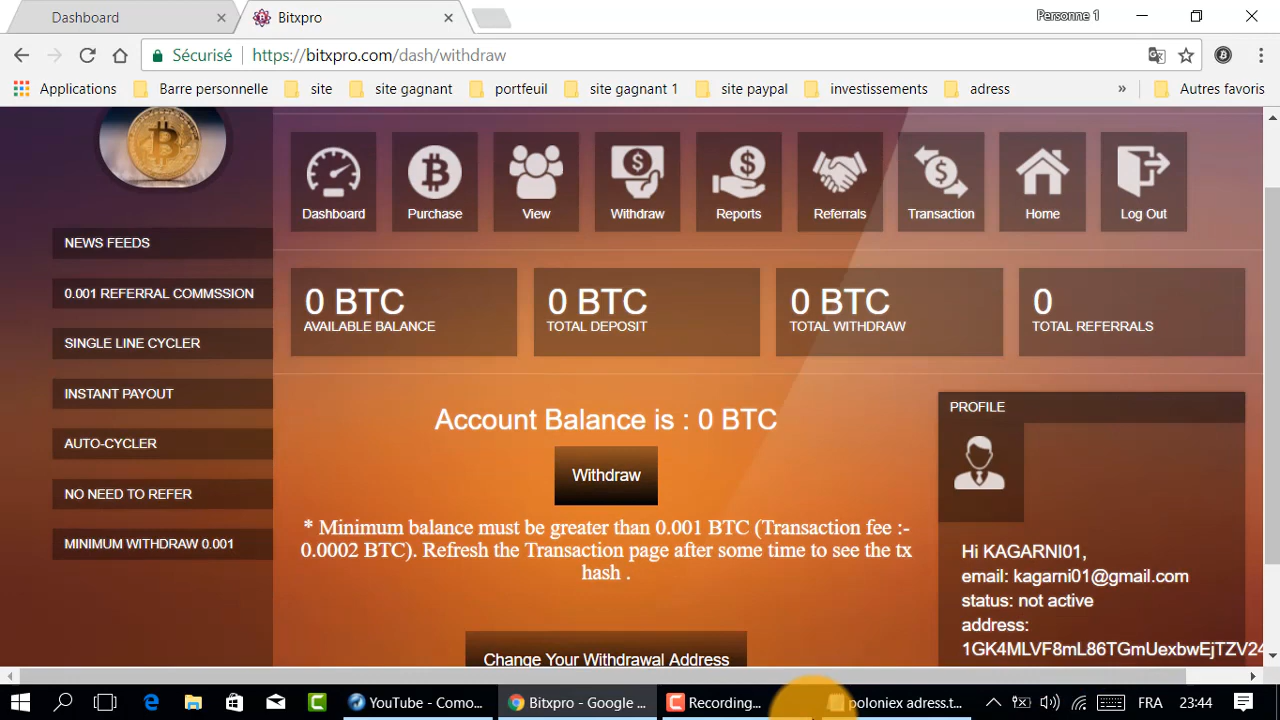 Dashboard
Bitxpro
Personne 1
Sécurisé
https://bitxpro.com/dash/withdraw
Applications
Barre personnelle
site
site gagnant
portfeuil
site gagnant 1
site paypal
investissements
adress
»
Autres favoris
Dashboard
Purchase
View
Withdraw
Reports
Referrals
Transaction
Home
Log Out
NEWS FEEDS
0.001 REFERRAL COMMSSION
SINGLE LINE CYCLER
INSTANT PAYOUT
AUTO-CYCLER
NO NEED TO REFER
MINIMUM WITHDRAW 0.001
0 BTC
AVAILABLE BALANCE
0 BTC
TOTAL DEPOSIT
0 BTC
TOTAL WITHDRAW
0
TOTAL REFERRALS
Account Balance is : 0 BTC
Withdraw
* Minimum balance must be greater than 0.001 BTC (Transaction fee :-
0.0002 BTC). Refresh the Transaction page after some time to see the tx
hash .
Change Your Withdrawal Address
PROFILE
Hi KAGARNI01,
email: kagarni01@gmail.com
status: not active
address:
1GK4MLVF8mL86TGmUexbwEjTZV24
YouTube - Como...
Bitxpro - Google ...
Recording...
poloniex adress.t...
FRA
23:44